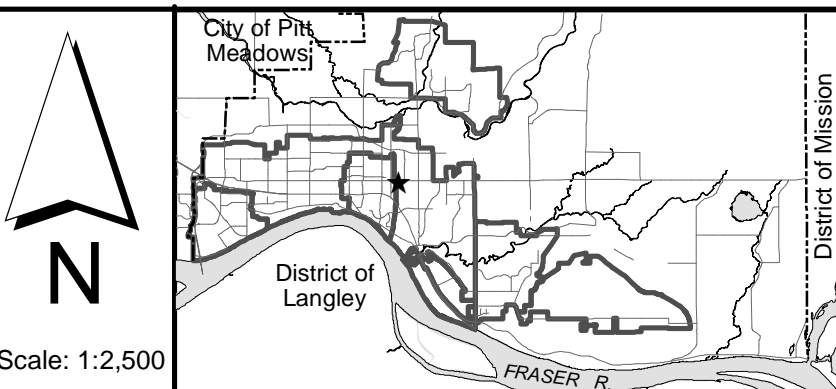 City of Pitt
Meadows
District of Mission
N
District of
Langley
Scale: 1:2,500
FRASER R.